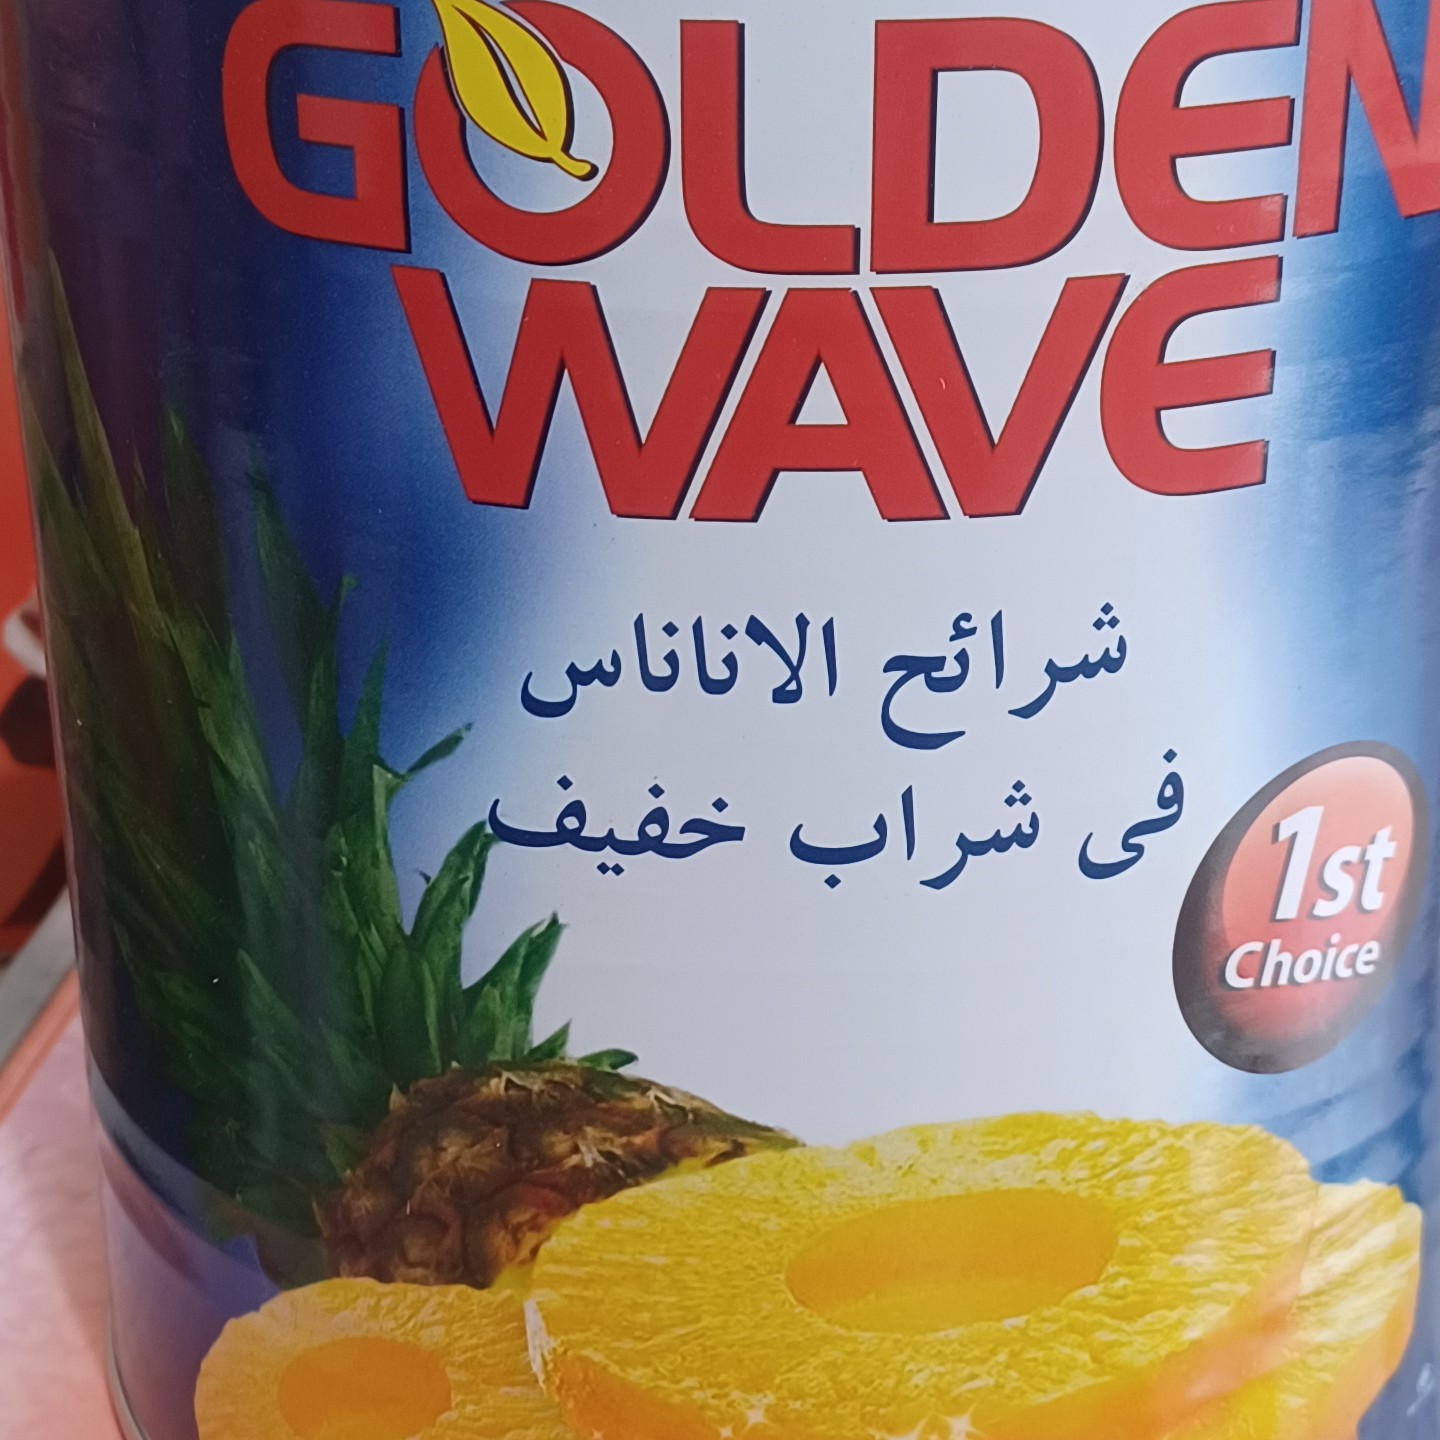 GOLDEN
WAVE
شرائح الاناناس
فى شراب خفيف
1st
Choice